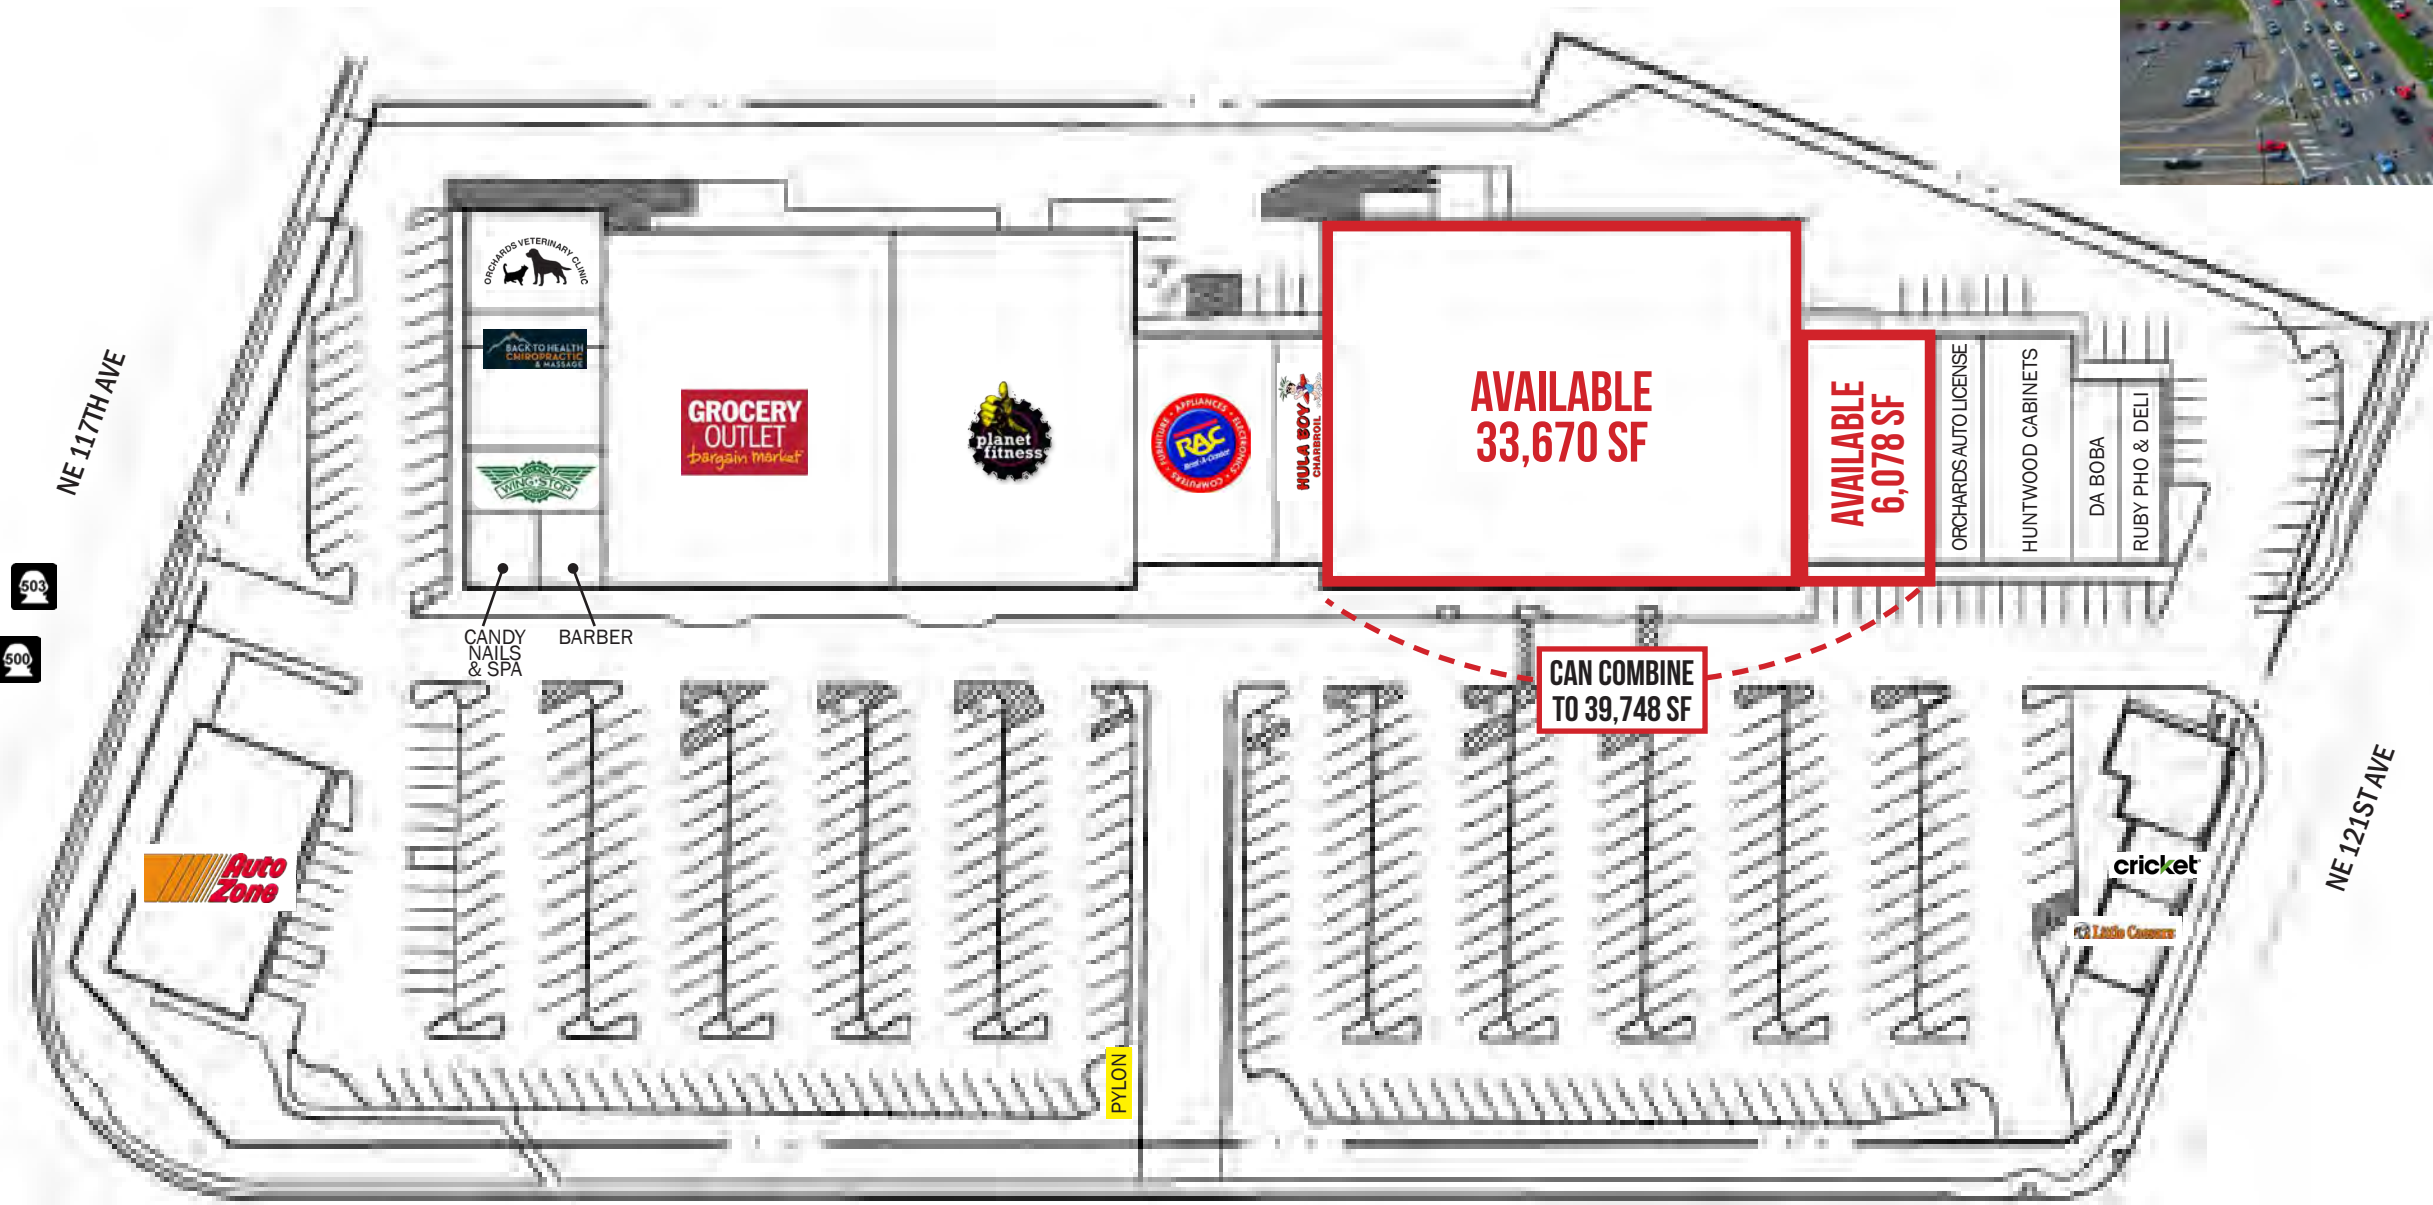 NE 117TH AVE
503
500
ORCHARDS VETERINARY CLINIC
BACK TO HEALTH
CHIROPRACTIC
& MASSAGE
WING•STOP
CANDY
NAILS
& SPA
BARBER
GROCERY
OUTLET
bargain market
planet
fitness
FURNITURE • APPLIANCES • ELECTRONICS • COMPUTERS
RAC
Rent-A-Center
HULA BOY
CHARBROIL
AVAILABLE
33,670 SF
AVAILABLE
6,078 SF
ORCHARDS AUTO LICENSE
HUNTWOOD CABINETS
DA BOBA
RUBY PHO & DELI
CAN COMBINE
TO 39,748 SF
Auto
Zone
PYLON
cricket
Little Caesars
NE 121ST AVE